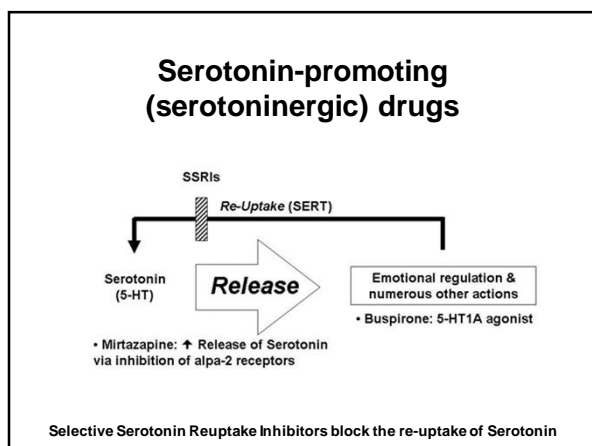 Serotonin-promoting
(serotoninergic) drugs
SSRIs
Re-Uptake (SERT)
Serotonin
(5-HT)
Release
Emotional regulation &
numerous other actions
• Buspirone: 5-HT1A agonist
• Mirtazapine: ↑ Release of Serotonin
via inhibition of alpa-2 receptors
Selective Serotonin Reuptake Inhibitors block the re-uptake of Serotonin